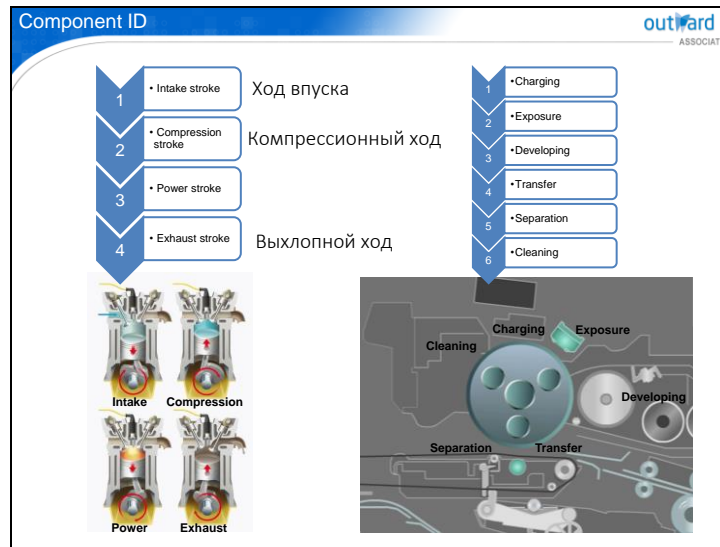 Component ID
outward
ASSOCIAT
1
• Intake stroke
Ход впуска
2
• Compression
stroke
Компрессионный ход
3
• Power stroke
4
• Exhaust stroke
Выхлопной ход
1
•Charging
2
•Exposure
3
•Developing
4
•Transfer
5
•Separation
6
•Cleaning
Intake
Compression
Power
Exhaust
Charging
Exposure
Cleaning
Developing
Separation
Transfer